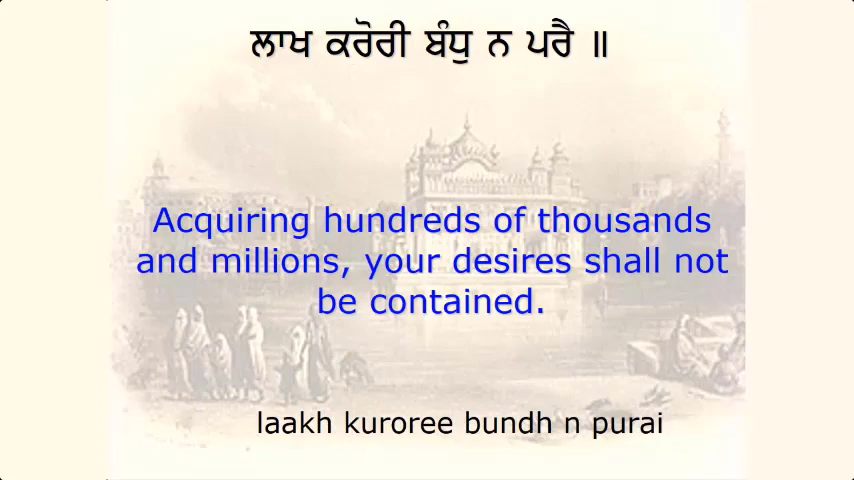 ਲਾਖ ਕਰੋਰੀ ਬੰਧੁ ਨ ਪਰੈ ॥
Acquiring hundreds of thousands
and millions, your desires shall not
be contained.
laakh kuroree bundh n purai